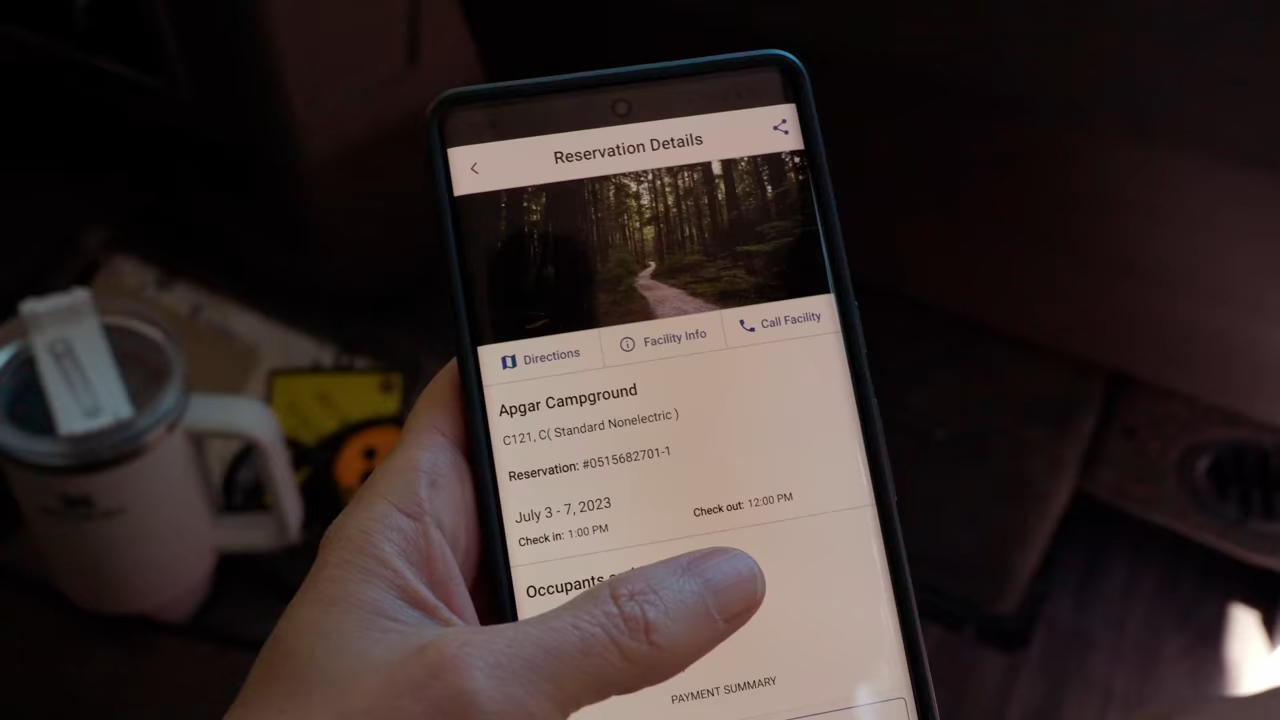 Reservation Details
Directions
Facility Info
Call Facility
Apgar Campground
C121, C( Standard Nonelectric )
Reservation: #0515682701-1
July 3 - 7, 2023
Check in: 1:00 PM
Check out: 12:00 PM
Occupants
PAYMENT SUMMARY